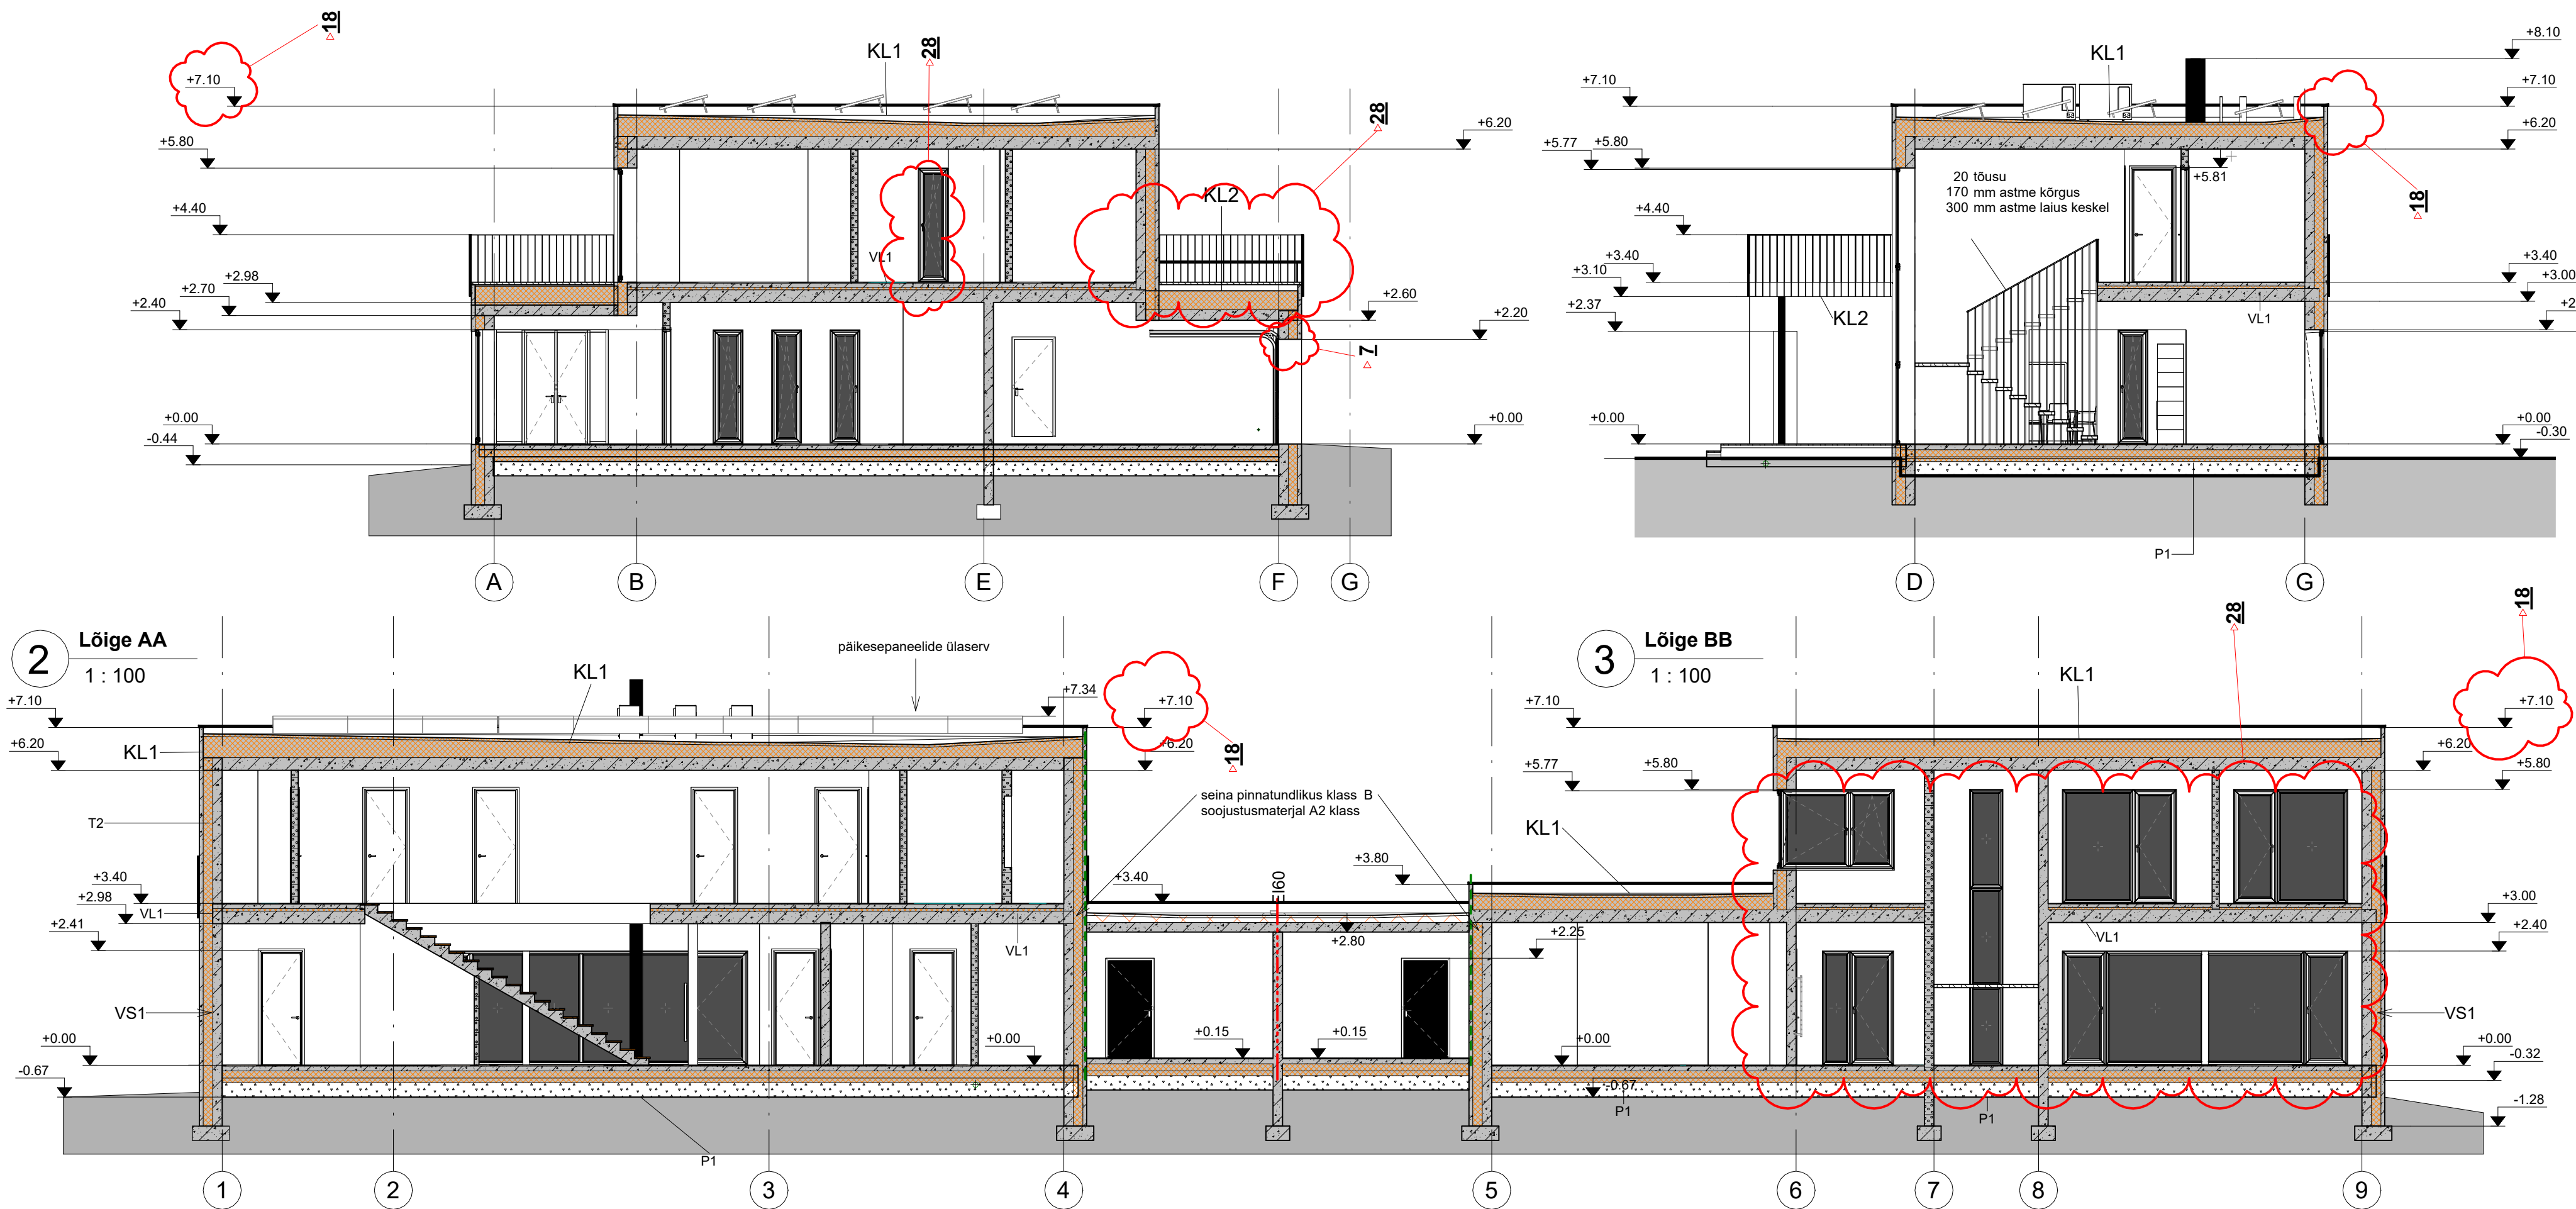 18
+7.10
KL1
28
28
+5.80
+6.20
+4.40
KL2
VL1
+2.98
+2.70
+2.40
+2.60
+2.20
7
+0.00
-0.44
+0.00
A
B
E
F
G
+8.10
KL1
+7.10
+7.10
+6.20
+5.77
+5.80
+5.81
20 tõusu
170 mm astme kõrgus
300 mm astme laius keskel
18
+4.40
+3.40
+3.10
+2.37
KL2
+3.40
+3.00
VL1
+0.00
+0.00
-0.30
P1
D
G
2
Lõige AA
1 : 100
3
Lõige BB
1 : 100
päikesepaneelide ülaserv
KL1
+7.34
+7.10
+7.10
+6.20
KL1
+6.20
18
T2
seina pinnatundlikus klass B
soojustusmaterjal A2 klass
+3.40
+2.98
VL1
+2.41
VL1
VS1
+0.00
+0.00
-0.67
P1
+3.40
+2.80
+0.15
+0.15
+3.80
+2.25
28
18
KL1
+7.10
+7.10
+6.20
+5.77
+5.80
+5.80
KL1
+3.00
+2.40
VL1
VS1
+0.00
+0.00
-0.32
-0.67
P1
P1
-1.28
1
2
3
4
5
6
7
8
9